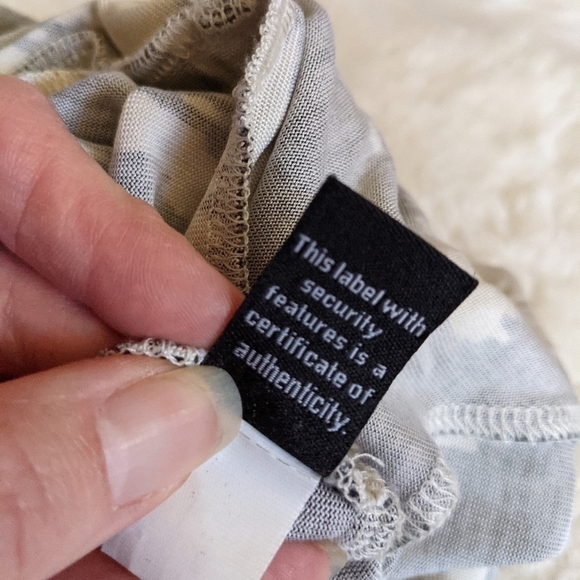 This label with
security
features is a
certificate of
authenticity.